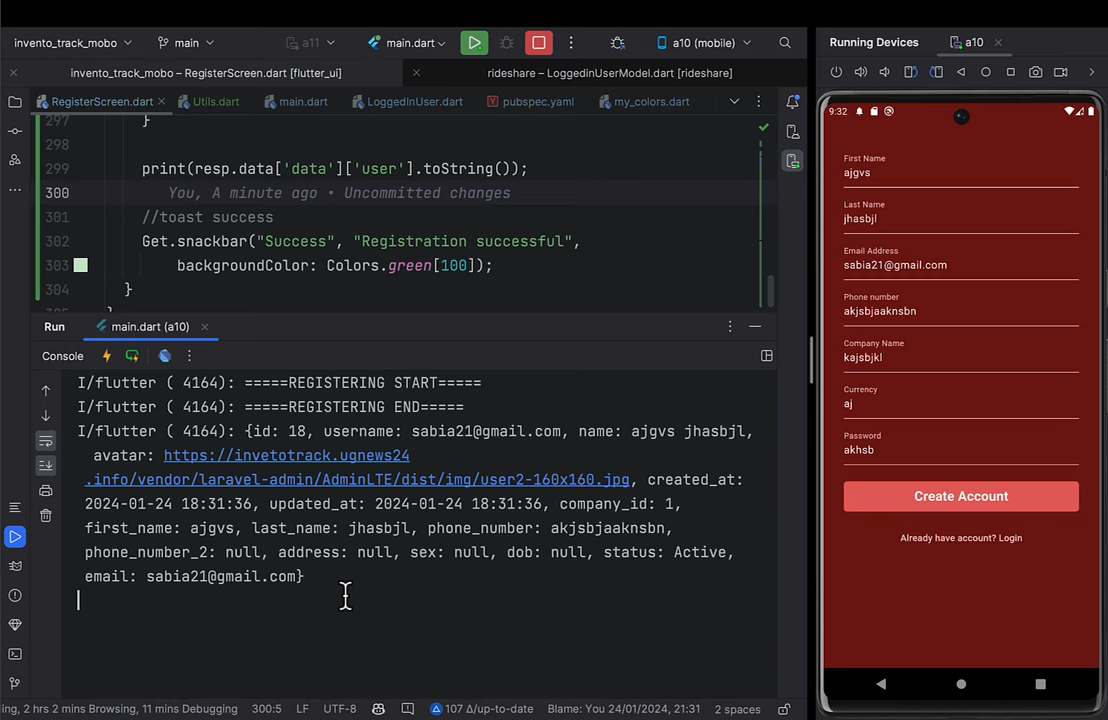 invento_track_mobo
main
a11
main.dart
a10 (mobile)
Running Devices
a10
invento_track_mobo – RegisterScreen.dart [flutter_ui]
rideshare – LoggedinUserModel.dart [rideshare]
RegisterScreen.dart
Utils.dart
main.dart
LoggedInUser.dart
pubspec.yaml
my_colors.dart
297 }
298
299 print(resp.data['data']['user'].toString());
300 You, A minute ago • Uncommitted changes
301 //toast success
302 Get.snackbar("Success", "Registration successful",
303 backgroundColor: Colors.green[100]);
304 }
305 }
Run
main.dart (a10)
Console
I/flutter ( 4164): =====REGISTERING START=====
I/flutter ( 4164): =====REGISTERING END=====
I/flutter ( 4164): {id: 18, username: sabia21@gmail.com, name: ajgvs jhasbjl,
avatar: https://invetotrack.ugnews24
.info/vendor/laravel-admin/AdminLTE/dist/img/user2-160x160.jpg, created_at:
2024-01-24 18:31:36, updated_at: 2024-01-24 18:31:36, company_id: 1,
first_name: ajgvs, last_name: jhasbjl, phone_number: akjsbjaaknsbn,
phone_number_2: null, address: null, sex: null, dob: null, status: Active,
email: sabia21@gmail.com}
ing, 2 hrs 2 mins Browsing, 11 mins Debugging
300:5
LF
UTF-8
107 Δ/up-to-date
Blame: You 24/01/2024, 21:31
2 spaces
9:32
First Name
ajgvs
Last Name
jhasbjl
Email Address
sabia21@gmail.com
Phone number
akjsbjaaknsbn
Company Name
kajsbjkl
Currency
aj
Password
akhsb
Create Account
Already have account? Login